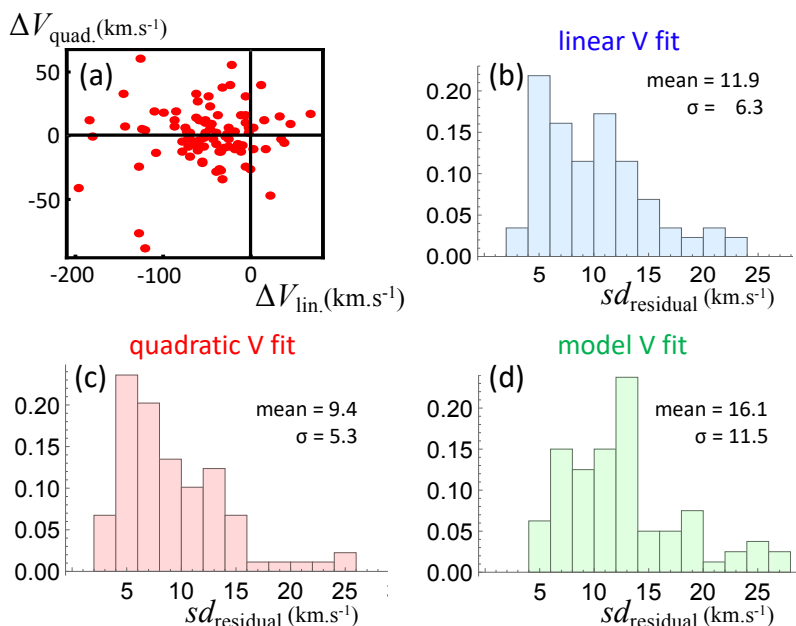 ΔV_quad. (km.s⁻¹)
(a)
50
0
-50
-200 -100 0
ΔV_lin. (km.s⁻¹)
linear V fit
(b)
mean = 11.9
σ = 6.3
0.20
0.15
0.10
0.05
0.00
5 10 15 20 25
sd_residual (km.s⁻¹)
quadratic V fit
(c)
mean = 9.4
σ = 5.3
0.20
0.15
0.10
0.05
0.00
5 10 15 20 25
sd_residual (km.s⁻¹)
model V fit
(d)
mean = 16.1
σ = 11.5
0.20
0.15
0.10
0.05
0.00
5 10 15 20 25
sd_residual (km.s⁻¹)